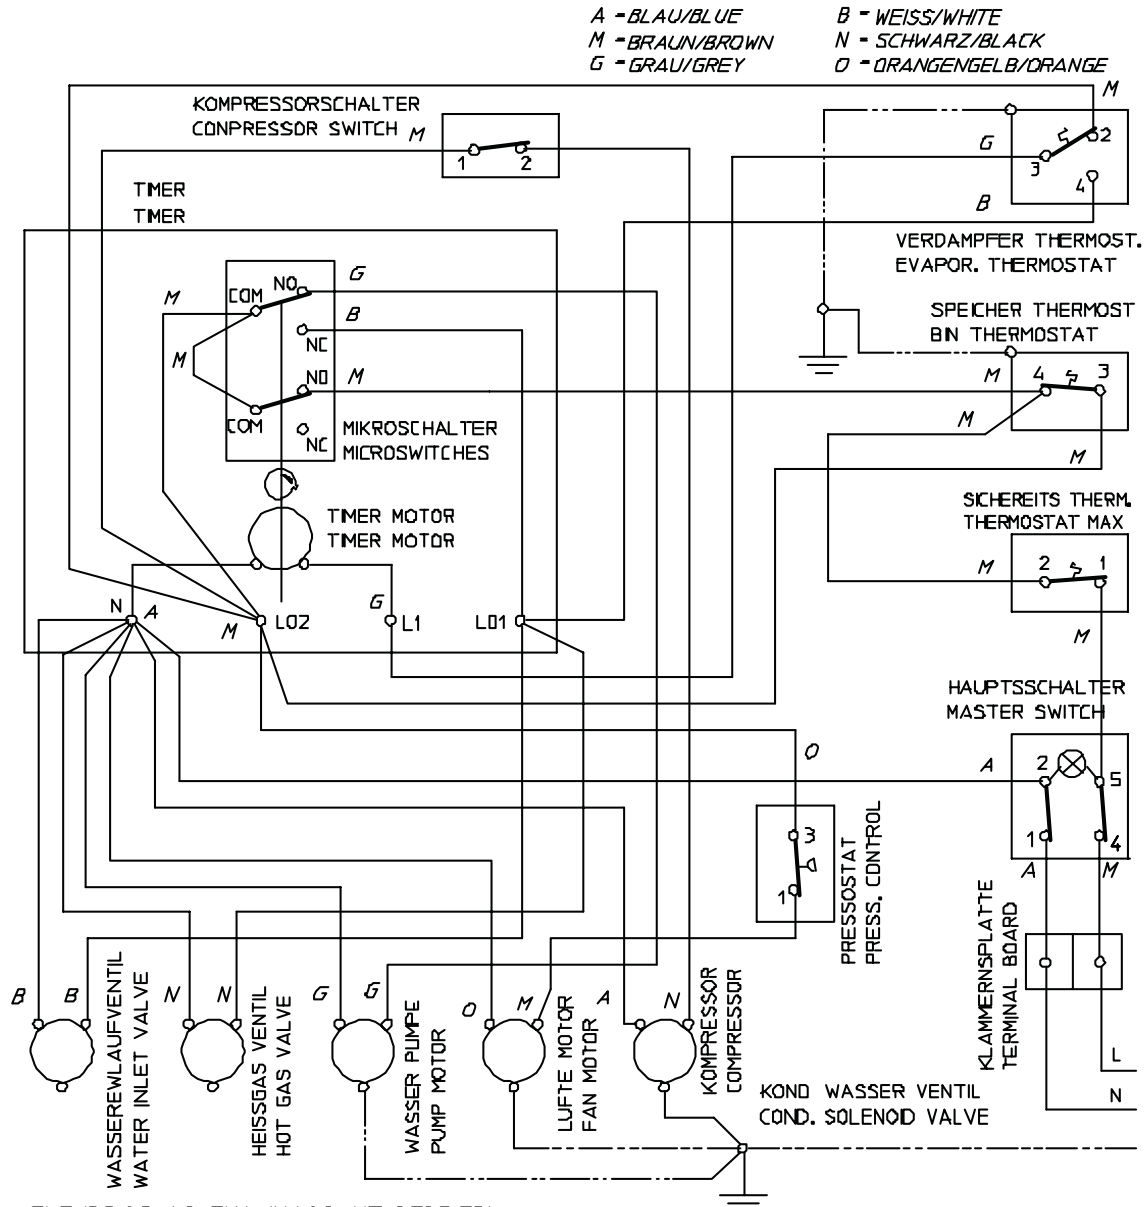 A - BLAU/BLUE
B - WEISS/WHITE
M - BRAUN/BROWN
N - SCHWARZ/BLACK
G - GRAU/GREY
O - ORANGENGELB/ORANGE
KOMPRESSORSCHALTER
CONPRESSOR SWITCH
M
1
2
M
2
G
3
4
B
VERDAMPFER THERMOST.
EVAPOR. THERMOSTAT
TIMER
TIMER
COM
NO
G
M
B
NC
M
NO
M
COM
NC
MIKROSCHALTER
MICROSWITCHES
SPEICHER THERMOST
BIN THERMOSTAT
M
4
3
M
M
TIMER MOTOR
TIMER MOTOR
SICHEREITS THERM.
THERMOSTAT MAX
M
2
1
M
N
A
M
LO2
G
L1
LO1
HAUPTSSCHALTER
MASTER SWITCH
A
2
5
1
4
A
M
O
3
1
PRESSOSTAT
PRESS. CONTROL
KLAMMERNSPLATTE
TERMINAL BOARD
L
N
B
B
WASSEREWLAUFVENTIL
WATER INLET VALVE
N
N
HEISSGAS VENTIL
HOT GAS VALVE
G
G
WASSER PUMPE
PUMP MOTOR
O
M
LUFTE MOTOR
FAN MOTOR
A
N
KOMPRESSOR
COMPRESSOR
KOND WASSER VENTIL
COND. SOLENOID VALVE